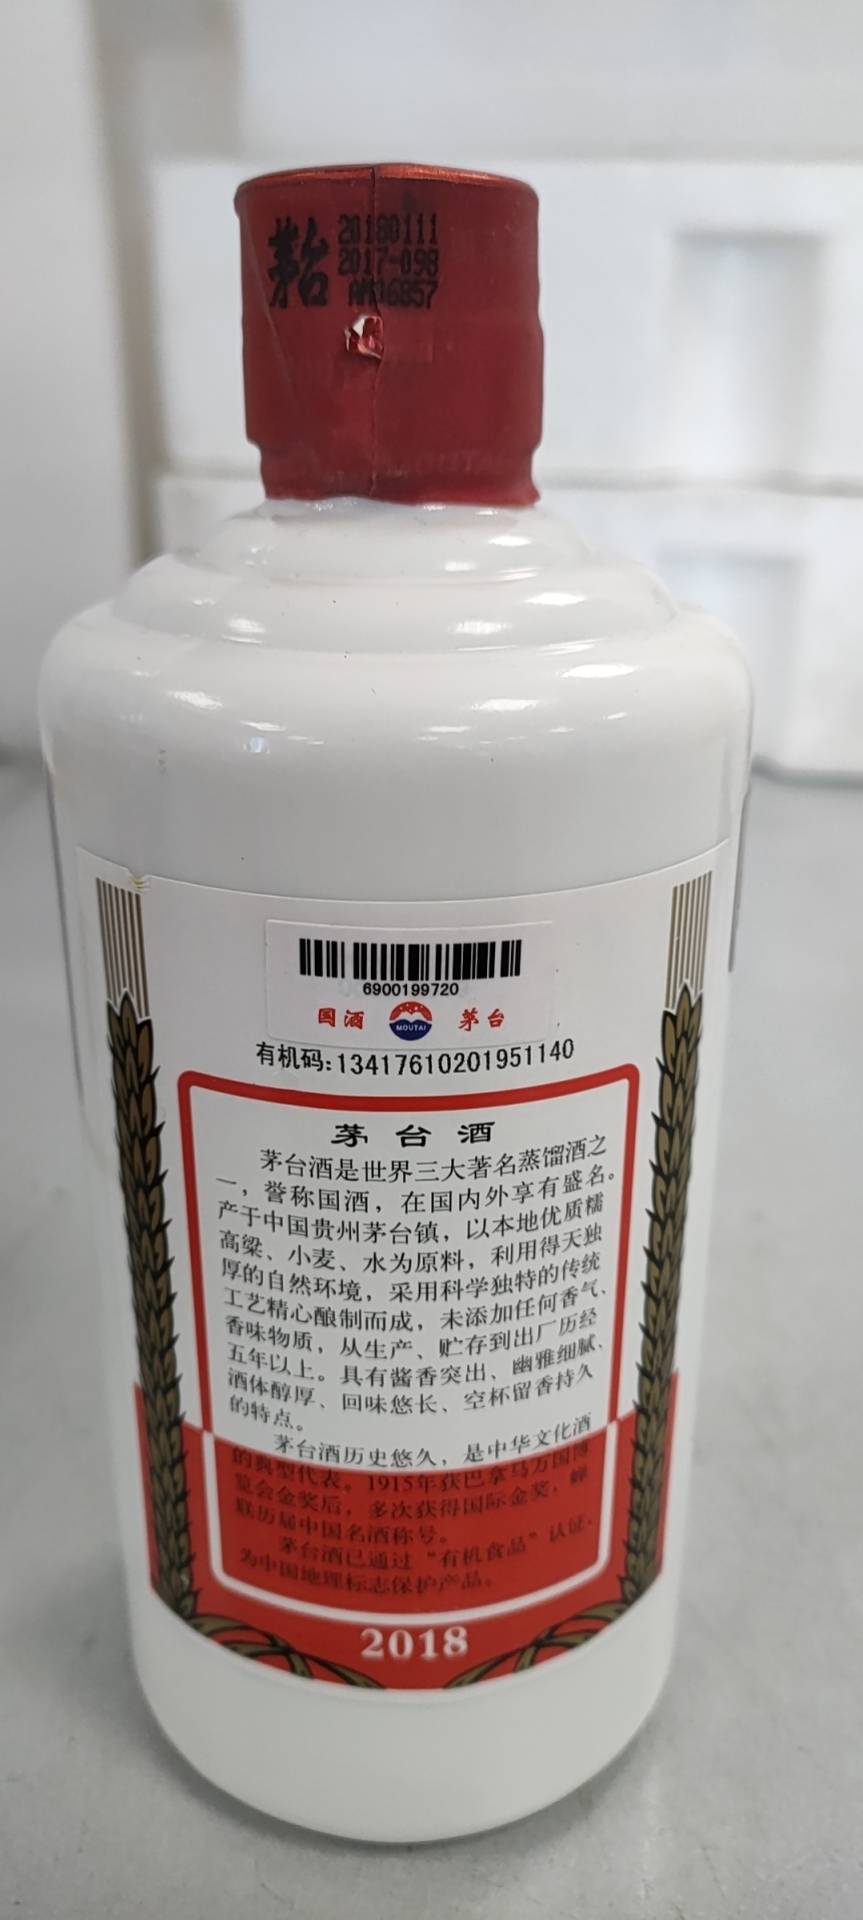 茅台
20180111
2017-098
6900199720
国酒
MOUTAI
茅台
有机码:13417610201951140
茅台酒
茅台酒是世界三大著名蒸馏酒之
一，誉称国酒，在国内外享有盛名。
产于中国贵州茅台镇，以本地优质糯
高粱、小麦、水为原料，利用得天独
厚的自然环境，采用科学独特的传统
工艺精心酿制而成，未添加任何香气、
香味物质，从生产、贮存到出厂历经
五年以上。具有酱香突出、幽雅细腻、
酒体醇厚、回味悠长、空杯留香持久
的特点。
茅台酒历史悠久，是中华文化酒
的典型代表。1915年获巴拿马万国博
览会金奖后，多次获得国际金奖，蝉
联历届中国名酒称号。
茅台酒已通过“有机食品”认证，
为中国地理标志保护产品。
2018